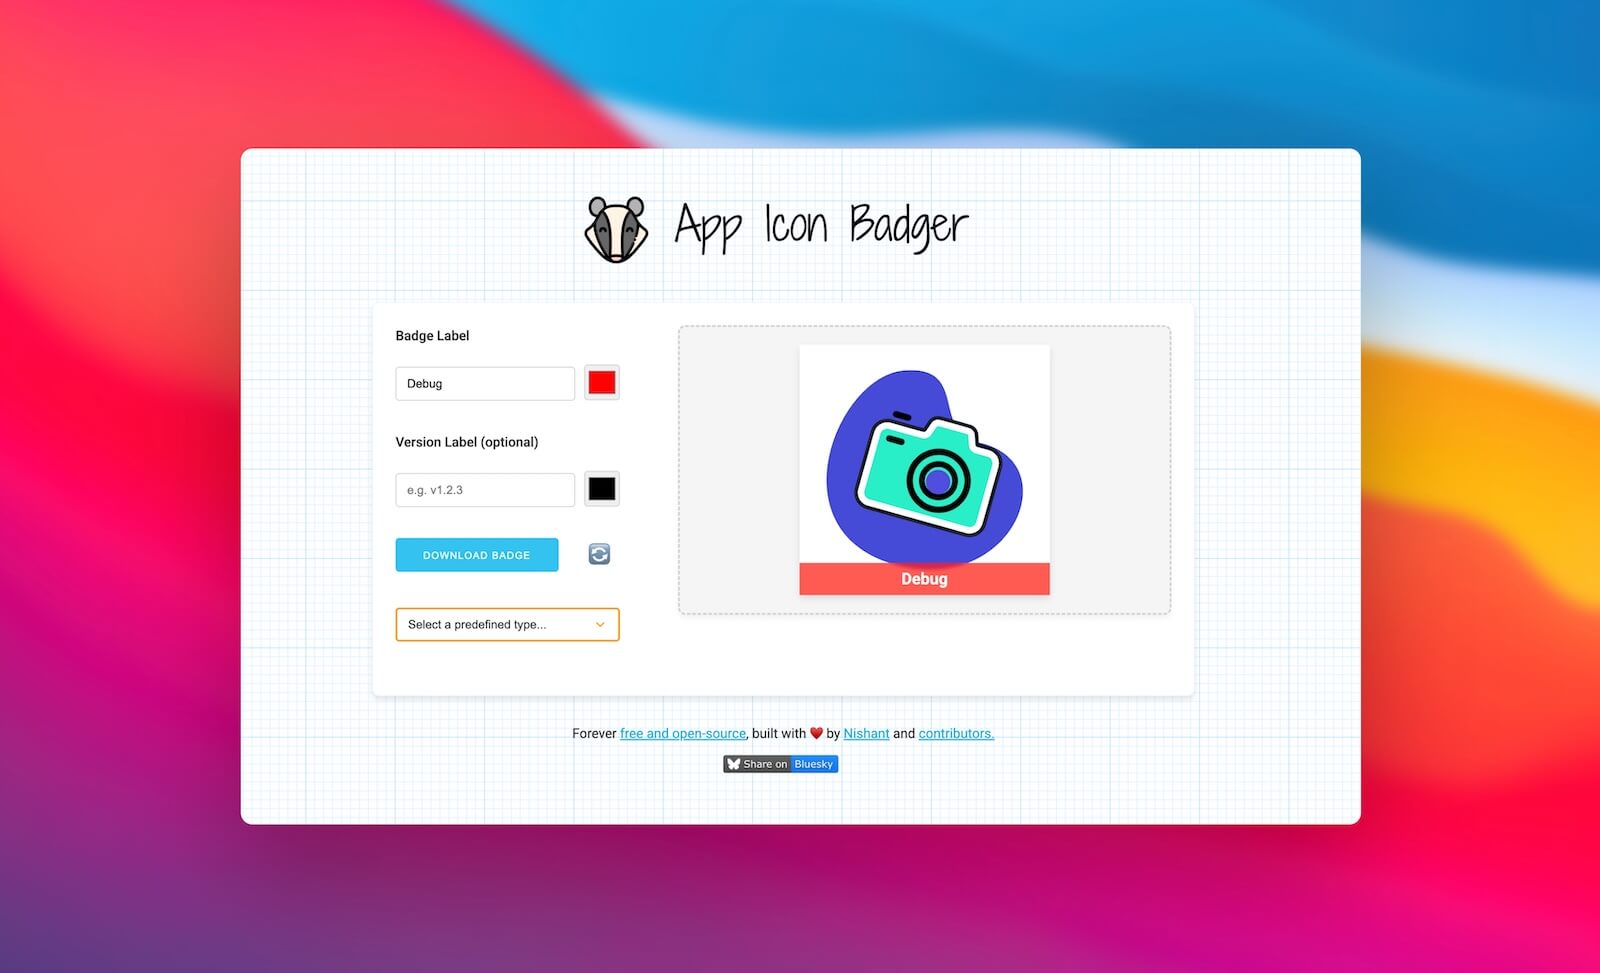 App Icon Badger
Badge Label
Debug
Version Label (optional)
e.g. v1.2.3
DOWNLOAD BADGE
Select a predefined type...
Debug
Forever free and open-source, built with ❤️ by Nishant and contributors.
Share on Bluesky